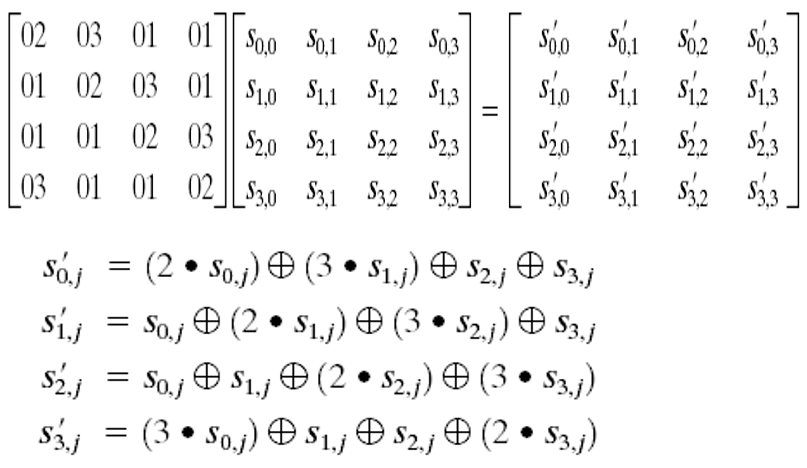 02 03 01 01 s0,0 s0,1 s0,2 s0,3 s′0,0 s′0,1 s′0,2 s′0,3
01 02 03 01 s1,0 s1,1 s1,2 s1,3 = s′1,0 s′1,1 s′1,2 s′1,3
01 01 02 03 s2,0 s2,1 s2,2 s2,3 s′2,0 s′2,1 s′2,2 s′2,3
03 01 01 02 s3,0 s3,1 s3,2 s3,3 s′3,0 s′3,1 s′3,2 s′3,3
s′0,j = (2 • s0,j) ⊕ (3 • s1,j) ⊕ s2,j ⊕ s3,j
s′1,j = s0,j ⊕ (2 • s1,j) ⊕ (3 • s2,j) ⊕ s3,j
s′2,j = s0,j ⊕ s1,j ⊕ (2 • s2,j) ⊕ (3 • s3,j)
s′3,j = (3 • s0,j) ⊕ s1,j ⊕ s2,j ⊕ (2 • s3,j)